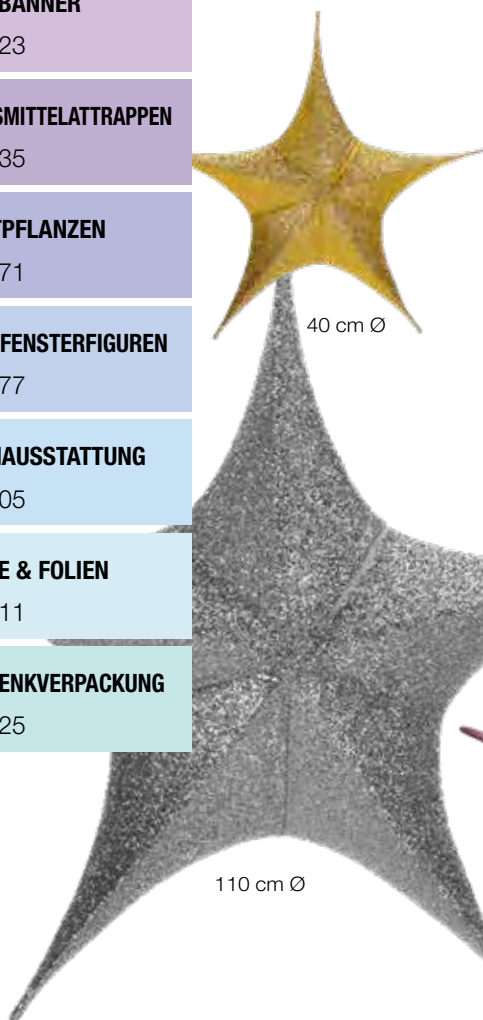 BANNER
23
SMITTELATTRAPPEN
35
TPFLANZEN
71
FENSTERFIGUREN
77
AUSSTATTUNG
05
E & FOLIEN
11
ENKVERPACKUNG
25
40 cm Ø
110 cm Ø